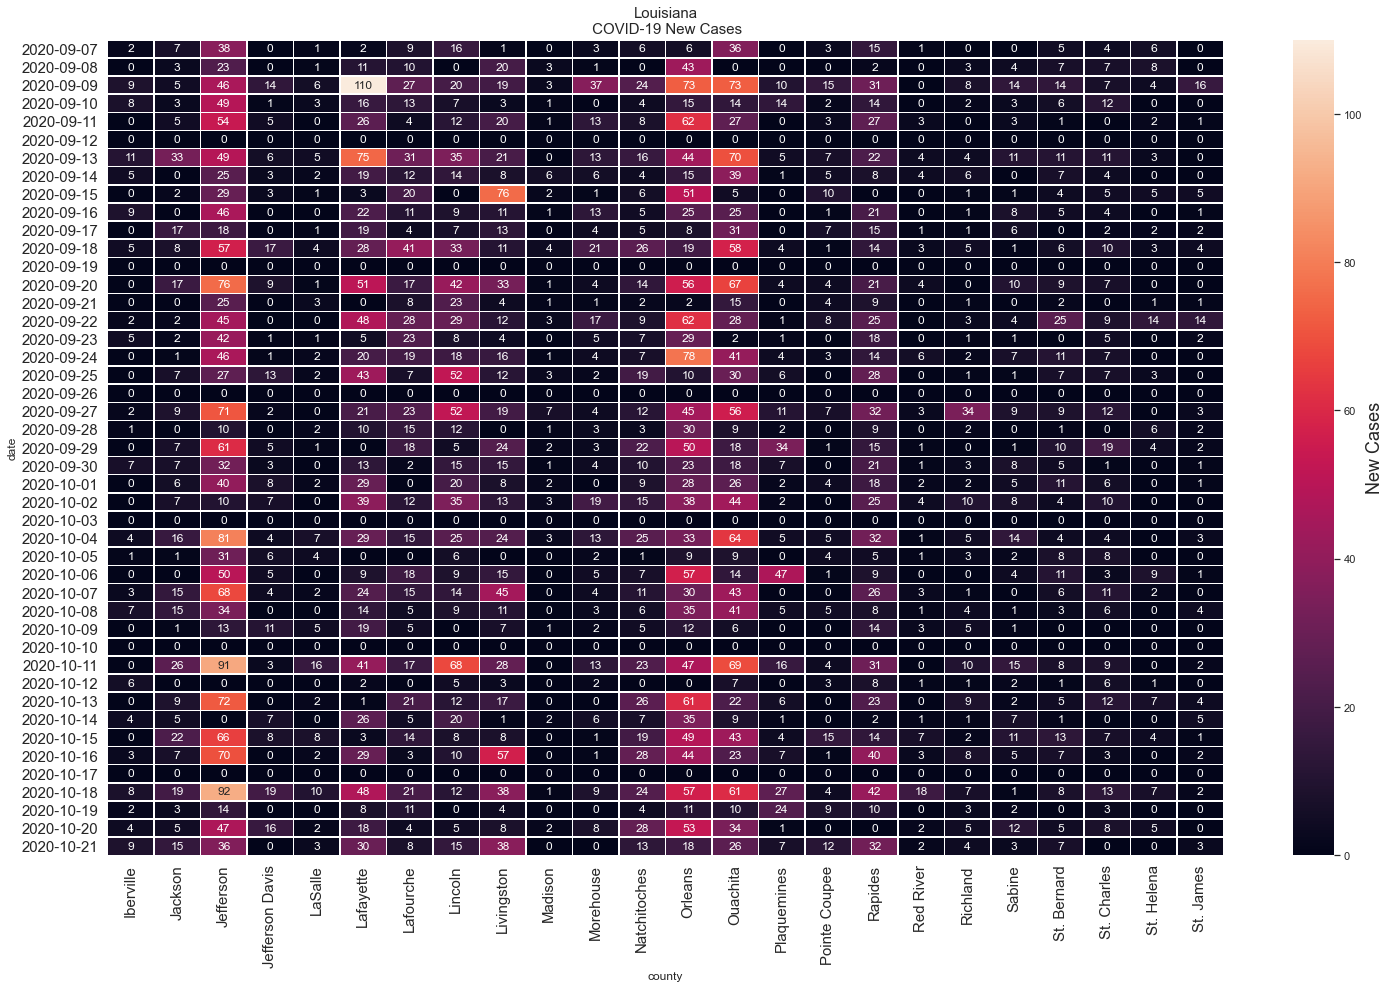 Louisiana
COVID-19 New Cases
2020-09-07 2 7 38 0 1 2 9 16 1 0 3 6 6 36 0 3 15 1 0 0 5 4 6 0
2020-09-08 0 3 23 0 1 11 10 0 20 3 1 0 43 0 0 0 2 0 3 4 7 7 8 0
2020-09-09 9 5 46 14 6 110 27 20 19 3 37 24 73 73 10 15 31 0 8 14 14 7 4 16
2020-09-10 8 3 49 1 3 16 13 7 3 1 0 4 15 14 14 2 14 0 2 3 6 12 0 0
2020-09-11 0 5 54 5 0 26 4 12 20 1 13 8 62 27 0 3 27 3 0 3 1 0 2 1
2020-09-12 0 0 0 0 0 0 0 0 0 0 0 0 0 0 0 0 0 0 0 0 0 0 0 0
2020-09-13 11 33 49 6 5 75 31 35 21 0 13 16 44 70 5 7 22 4 4 11 11 11 3 0
2020-09-14 5 0 25 3 2 19 12 14 8 6 6 4 15 39 1 5 8 4 6 0 7 4 0 0
2020-09-15 0 2 29 3 1 3 20 0 76 2 1 6 51 5 0 10 0 0 1 1 4 5 5 5
2020-09-16 9 0 46 0 0 22 11 9 11 1 13 5 25 25 0 1 21 0 1 8 5 4 0 1
2020-09-17 0 17 18 0 1 19 4 7 13 0 4 5 8 31 0 7 15 1 1 6 0 2 2 2
2020-09-18 5 8 57 17 4 28 41 33 11 4 21 26 19 58 4 1 14 3 5 1 6 10 3 4
2020-09-19 0 0 0 0 0 0 0 0 0 0 0 0 0 0 0 0 0 0 0 0 0 0 0 0
2020-09-20 0 17 76 9 1 51 17 42 33 1 4 14 56 67 4 4 21 4 0 10 9 7 0 0
2020-09-21 0 0 25 0 3 0 8 23 4 1 1 2 2 15 0 4 9 0 1 0 2 0 1 1
2020-09-22 2 2 45 0 0 48 28 29 12 3 17 9 62 28 1 8 25 0 3 4 25 9 14 14
2020-09-23 5 2 42 1 1 5 23 8 4 0 5 7 29 2 1 0 18 0 1 1 0 5 0 2
2020-09-24 0 1 46 1 2 20 19 18 16 1 4 7 78 41 4 3 14 6 2 7 11 7 0 0
2020-09-25 0 7 27 13 2 43 7 52 12 3 2 19 10 30 6 0 28 0 1 1 7 7 3 0
2020-09-26 0 0 0 0 0 0 0 0 0 0 0 0 0 0 0 0 0 0 0 0 0 0 0 0
2020-09-27 2 9 71 2 0 21 23 52 19 7 4 12 45 56 11 7 32 3 34 9 9 12 0 3
2020-09-28 1 0 10 0 2 10 15 12 0 1 3 3 30 9 2 0 9 0 2 0 1 0 6 2
2020-09-29 0 7 61 5 1 0 18 5 24 2 3 22 50 18 34 1 15 1 0 1 10 19 4 2
2020-09-30 7 7 32 3 0 13 2 15 15 1 4 10 23 18 7 0 21 1 3 8 5 1 0 1
2020-10-01 0 6 40 8 2 29 0 20 8 2 0 9 28 26 2 4 18 2 2 5 11 6 0 1
2020-10-02 0 7 10 7 0 39 12 35 13 3 19 15 38 44 2 0 25 4 10 8 4 10 0 0
2020-10-03 0 0 0 0 0 0 0 0 0 0 0 0 0 0 0 0 0 0 0 0 0 0 0 0
2020-10-04 4 16 81 4 7 29 15 25 24 3 13 25 33 64 5 5 32 1 5 14 4 4 0 3
2020-10-05 1 1 31 6 4 0 0 6 0 0 2 1 9 9 0 4 5 1 3 2 8 8 0 0
2020-10-06 0 0 50 5 0 9 18 9 15 0 5 7 57 14 47 1 9 0 0 4 11 3 9 1
2020-10-07 3 15 68 4 2 24 15 14 45 0 4 11 30 43 0 0 26 3 1 0 6 11 2 0
2020-10-08 7 15 34 0 0 14 5 9 11 0 3 6 35 41 5 5 8 1 4 1 3 6 0 4
2020-10-09 0 1 13 11 5 19 5 0 7 1 2 5 12 6 0 0 14 3 5 1 0 0 0 0
2020-10-10 0 0 0 0 0 0 0 0 0 0 0 0 0 0 0 0 0 0 0 0 0 0 0 0
2020-10-11 0 26 91 3 16 41 17 68 28 0 13 23 47 69 16 4 31 0 10 15 8 9 0 2
2020-10-12 6 0 0 0 0 2 0 5 3 0 2 0 0 7 0 3 8 1 1 2 1 6 1 0
2020-10-13 0 9 72 0 2 1 21 12 17 0 0 26 61 22 6 0 23 0 9 2 5 12 7 4
2020-10-14 4 5 0 7 0 26 5 20 1 2 6 7 35 9 1 0 2 1 1 7 1 0 0 5
2020-10-15 0 22 66 8 8 3 14 8 8 0 1 19 49 43 4 15 14 7 2 11 13 7 4 1
2020-10-16 3 7 70 0 2 29 3 10 57 0 1 28 44 23 7 1 40 3 8 5 7 3 0 2
2020-10-17 0 0 0 0 0 0 0 0 0 0 0 0 0 0 0 0 0 0 0 0 0 0 0 0
2020-10-18 8 19 92 19 10 48 21 12 38 1 9 24 57 61 27 4 42 18 7 1 8 13 7 2
2020-10-19 2 3 14 0 0 8 11 0 4 0 0 4 11 10 24 9 10 0 3 2 0 3 0 0
2020-10-20 4 5 47 16 2 18 4 5 8 2 8 28 53 34 1 0 0 2 5 12 5 8 5 0
2020-10-21 9 15 36 0 3 30 8 15 38 0 0 13 18 26 7 12 32 2 4 3 7 0 0 3
date
Iberville Jackson Jefferson Jefferson Davis LaSalle Lafayette Lafourche Lincoln Livingston Madison Morehouse Natchitoches Orleans Ouachita Plaquemines Pointe Coupee Rapides Red River Richland Sabine St. Bernard St. Charles St. Helena St. James
county
100
80
60
40
20
0
New Cases